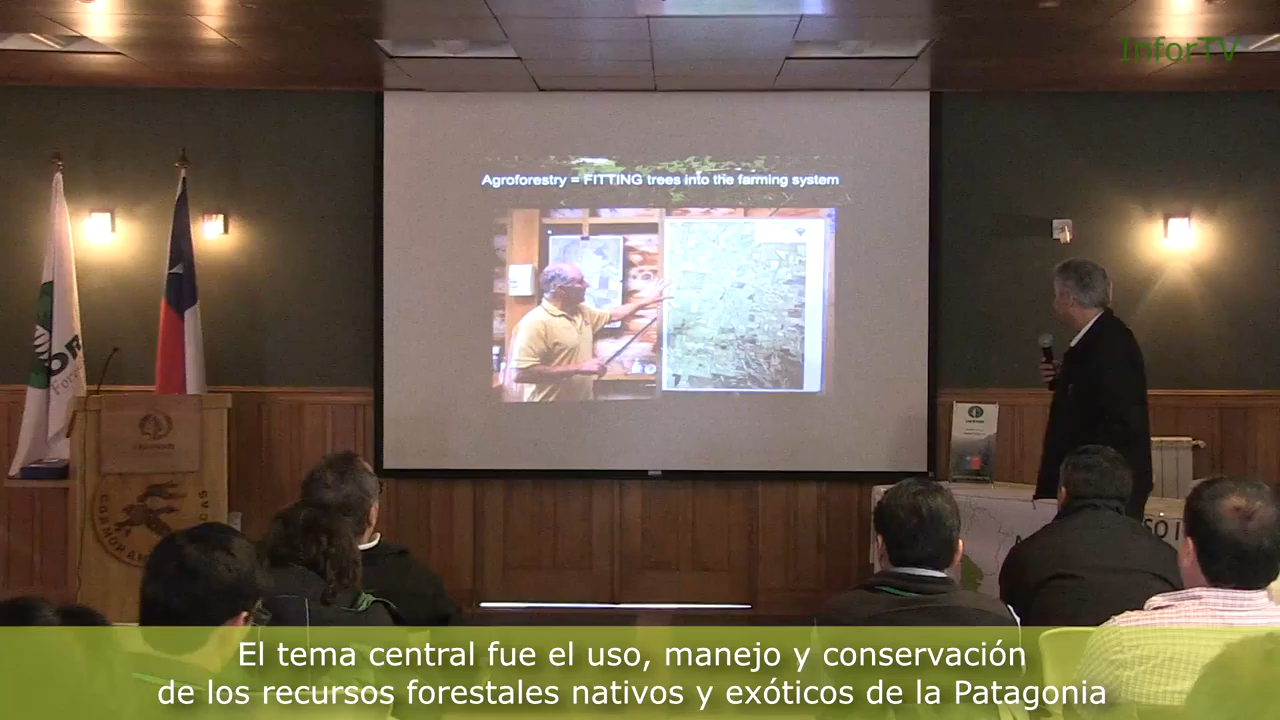 InforTV
Agroforestry = FITTING trees into the farming system
El tema central fue el uso, manejo y conservación
de los recursos forestales nativos y exóticos de la Patagonia